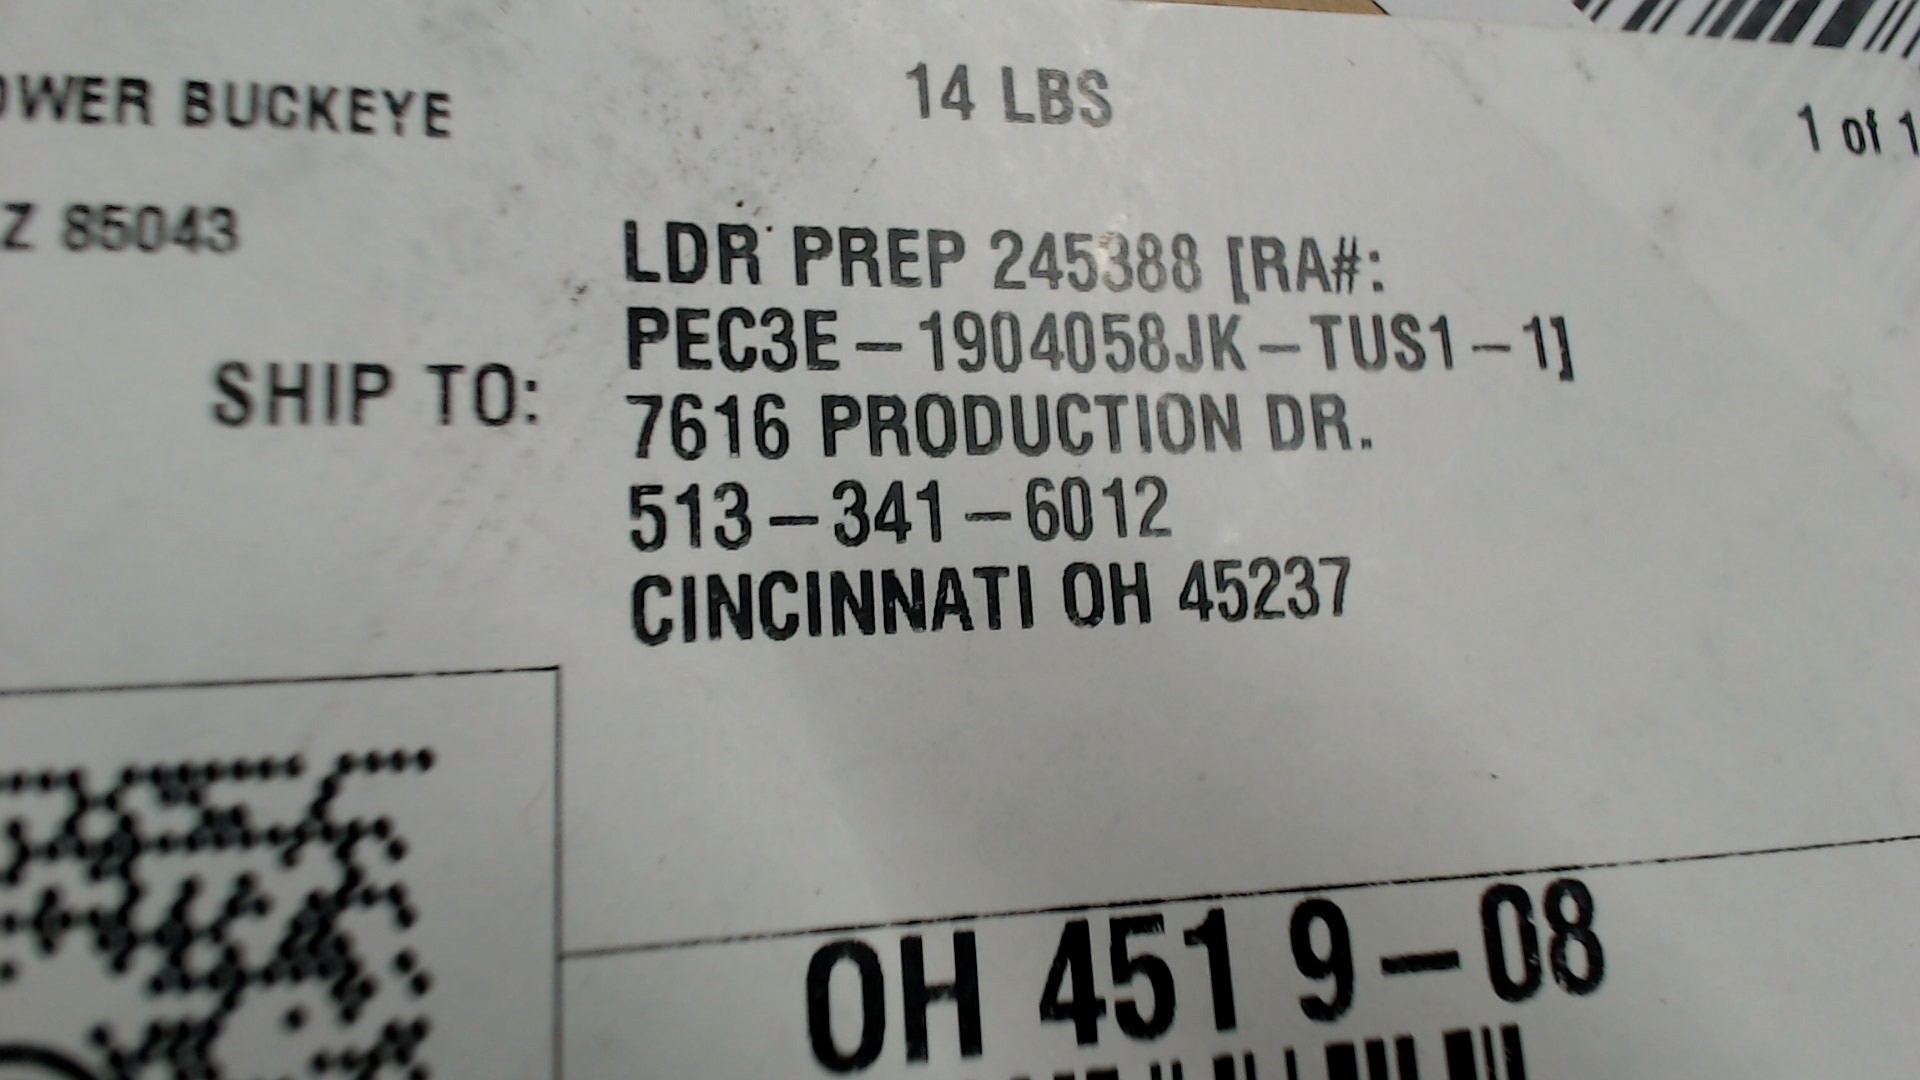 OWER BUCKEYE
14 LBS
1 of 1
Z 85043
LDR PREP 245388 [RA#:
PEC3E-1904058JK-TUS1-1]
SHIP TO:
7616 PRODUCTION DR.
513-341-6012
CINCINNATI OH 45237
OH 451 9-08